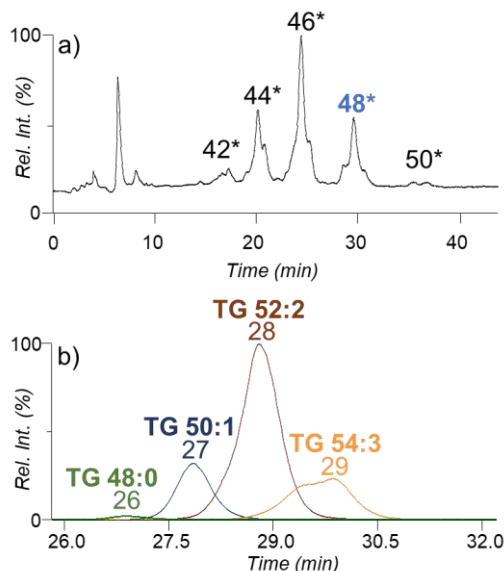 a)
Rel. Int. (%)
100
0
42*
44*
46*
48*
50*
0 10 20 30 40
Time (min)
b)
Rel. Int. (%)
100
0
TG 52:2
28
TG 50:1
27
TG 54:3
29
TG 48:0
26
26.0 27.5 29.0 30.5 32.0
Time (min)